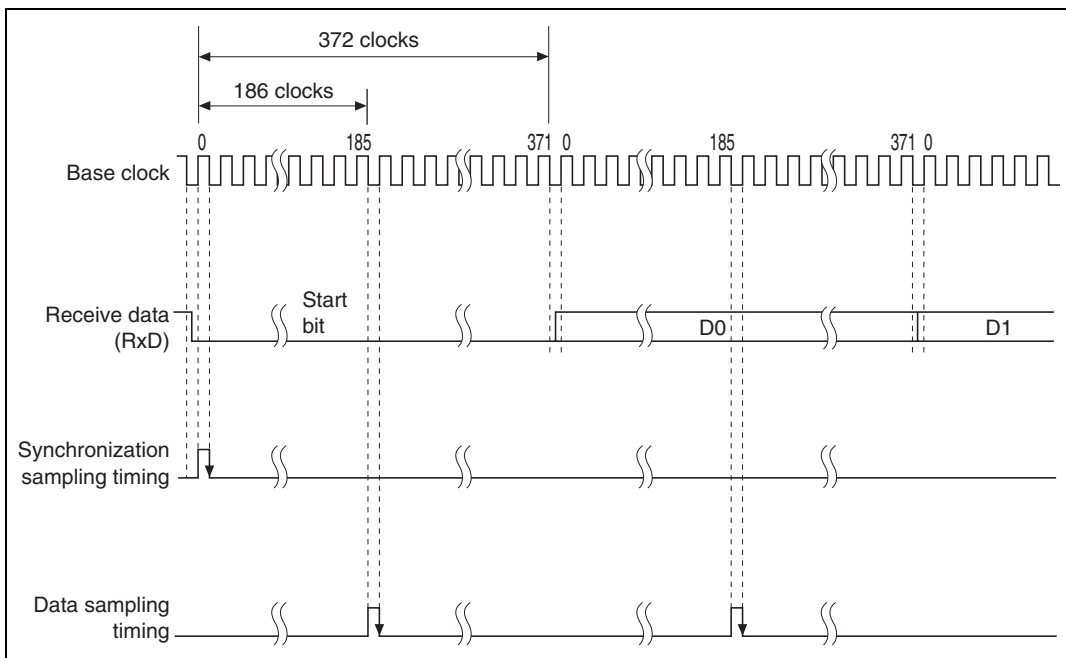 372 clocks
186 clocks
0 185 371 0 185 371 0
Base clock
Receive data
(RxD)
Start
bit
D0
D1
Synchronization
sampling timing
Data sampling
timing